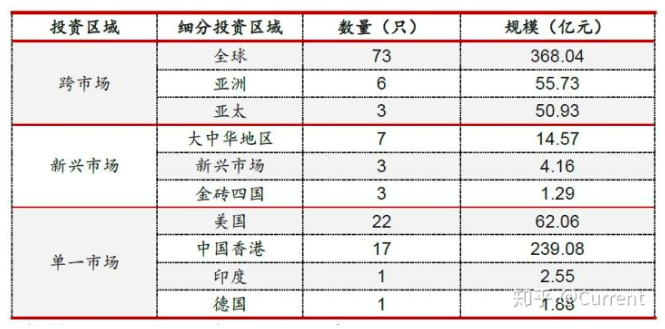 投资区域 细分投资区域 数量（只） 规模（亿元）
跨市场 全球 73 368.04
亚洲 6 55.73
亚太 3 50.93
新兴市场 大中华地区 7 14.57
新兴市场 3 4.16
金砖四国 3 1.29
单一市场 美国 22 62.06
中国香港 17 239.08
印度 1 2.55
德国 1 1.88
知乎 @Current